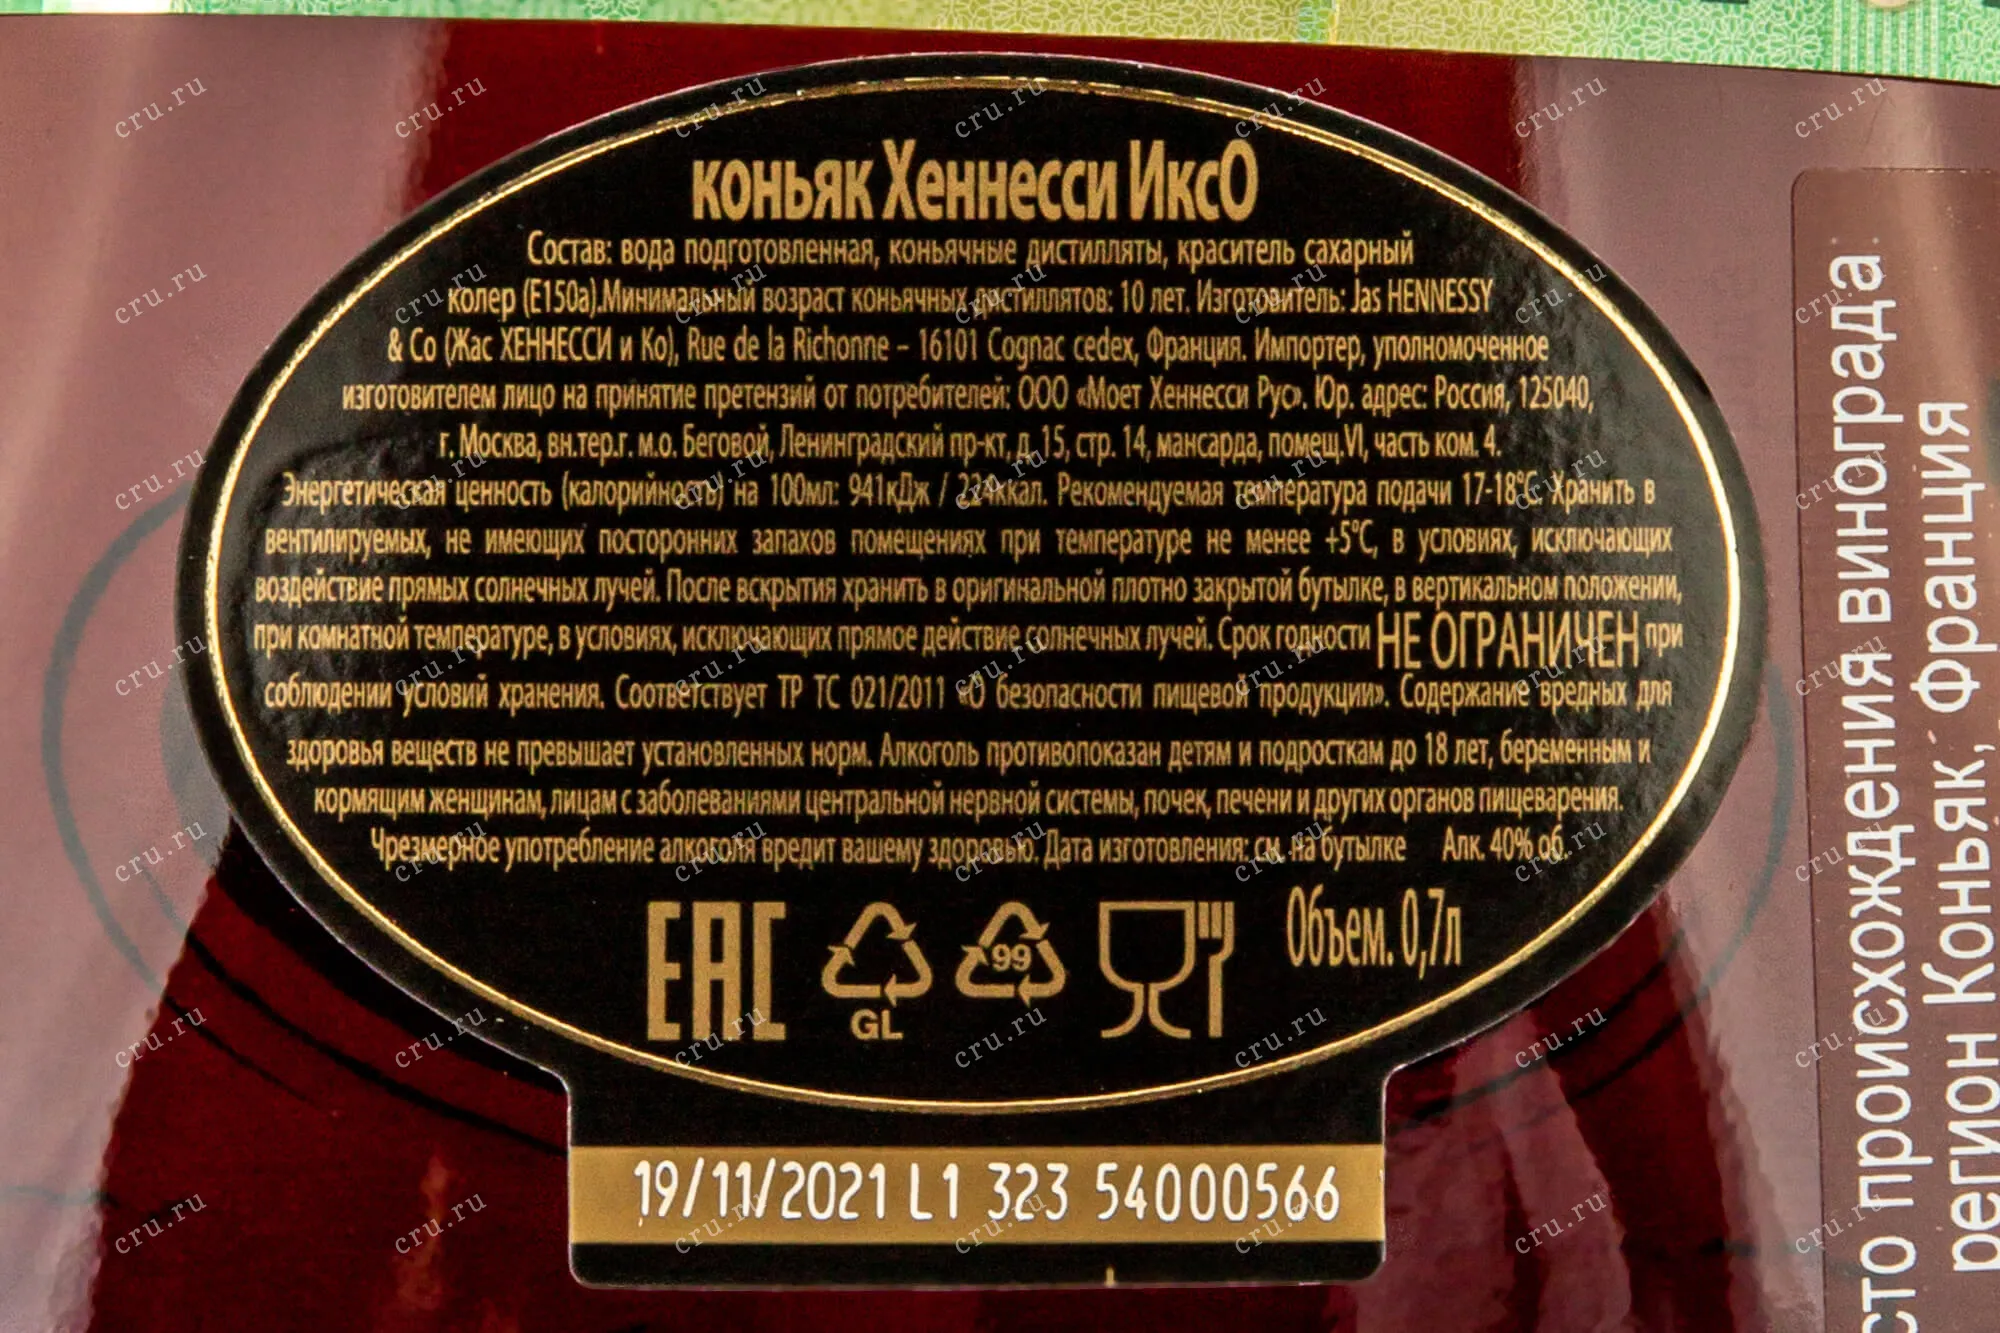 коньяк Хеннесси ИксО
Состав: вода подготовленная, коньячные дистилляты, краситель сахарный
колер (Е150а).Минимальный возраст коньячных дистиллятов: 10 лет. Изготовитель: Jas HENNESSY
& Co (Жас ХЕННЕССИ и Ко), Rue de la Richonne – 16101 Cognac cedex, Франция. Импортер, уполномоченное
изготовителем лицо на принятие претензий от потребителей: ООО «Моет Хеннесси Рус». Юр. адрес: Россия, 125040,
г. Москва, вн.тер.г. м.о. Беговой, Ленинградский пр-кт, д. 15, стр. 14, мансарда, помещ.VI, часть ком. 4.
Энергетическая ценность (калорийность) на 100мл: 941кДж / 224ккал. Рекомендуемая температура подачи 17-18°С. Хранить в
вентилируемых, не имеющих посторонних запахов помещениях при температуре не менее +5°С, в условиях, исключающих
воздействие прямых солнечных лучей. После вскрытия хранить в оригинальной плотно закрытой бутылке, в вертикальном положении,
при комнатной температуре, в условиях, исключающих прямое действие солнечных лучей. Срок годности НЕ ОГРАНИЧЕН при
соблюдении условий хранения. Соответствует ТР ТС 021/2011 «О безопасности пищевой продукции». Содержание вредных для
здоровья веществ не превышает установленных норм. Алкоголь противопоказан детям и подросткам до 18 лет, беременным и
кормящим женщинам, лицам с заболеваниями центральной нервной системы, почек, печени и других органов пищеварения.
Чрезмерное употребление алкоголя вредит вашему здоровью. Дата изготовления: см. на бутылке Алк. 40% об.
EAC GL 99 Объем. 0,7л
19/11/2021 L1 323 54000566
сто происхождения винограда
регион Коньяк, Франция
cru.ru